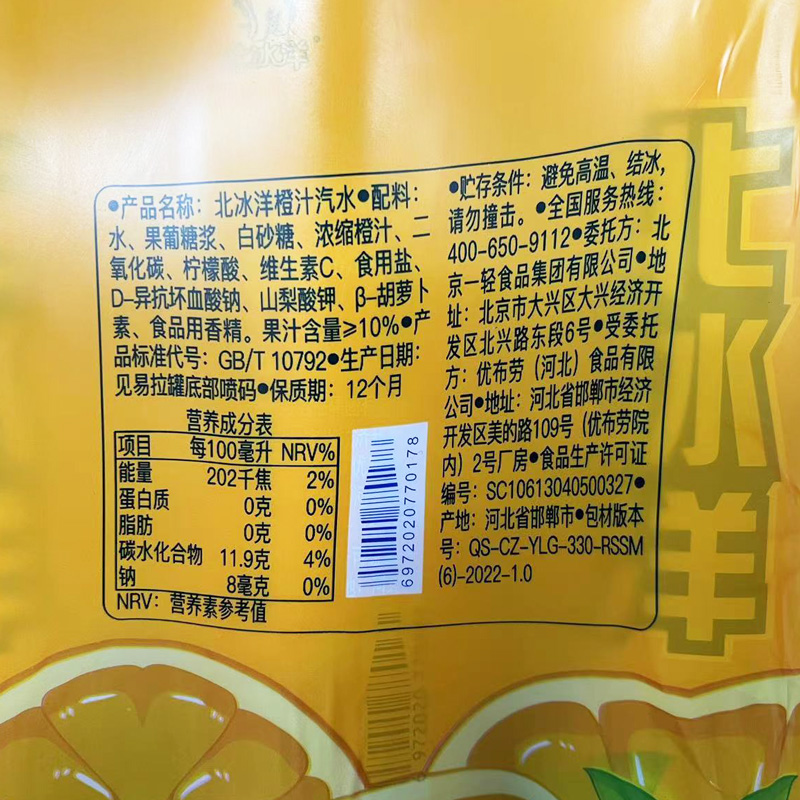 北冰洋
●产品名称：北冰洋橙汁汽水●配料：
水、果葡糖浆、白砂糖、浓缩橙汁、二
氧化碳、柠檬酸、维生素C、食用盐、
D-异抗坏血酸钠、山梨酸钾、β-胡萝卜
素、食品用香精。果汁含量≥10%●产
品标准代号：GB/T 10792●生产日期：
见易拉罐底部喷码●保质期：12个月
营养成分表
项目 每100毫升 NRV%
能量 202千焦 2%
蛋白质 0克 0%
脂肪 0克 0%
碳水化合物 11.9克 4%
钠 8毫克 0%
NRV：营养素参考值
6972020770178
●贮存条件：避免高温、结冰，
请勿撞击。●全国服务热线：
400-650-9112●委托方：北
京一轻食品集团有限公司●地
址：北京市大兴区大兴经济开
发区北兴路东段6号●受委托
方：优布劳（河北）食品有限
公司●地址：河北省邯郸市经济
开发区美的路109号（优布劳院
内）2号厂房●食品生产许可证
编号：SC10613040500327●
产地：河北省邯郸市●包材版本
号：QS-CZ-YLG-330-RSSM
(6)-2022-1.0
北冰洋